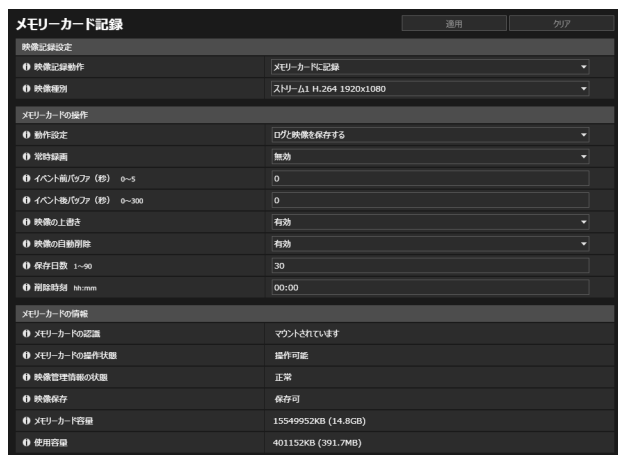 メモリーカード記録 適用 クリア
映像記録設定
映像記録動作 メモリーカードに記録
映像種別 ストリーム1 H.264 1920x1080
メモリーカードの操作
動作設定 ログと映像を保存する
常時録画 無効
イベント前バッファ（秒） 0~5 0
イベント後バッファ（秒） 0~300 0
映像の上書き 有効
映像の自動削除 有効
保存日数 1~90 30
削除時刻 hh:mm 00:00
メモリーカードの情報
メモリーカードの認識 マウントされています
メモリーカードの操作状態 操作可能
映像管理情報の状態 正常
映像保存 保存可
メモリーカード容量 15549952KB (14.8GB)
使用容量 401152KB (391.7MB)